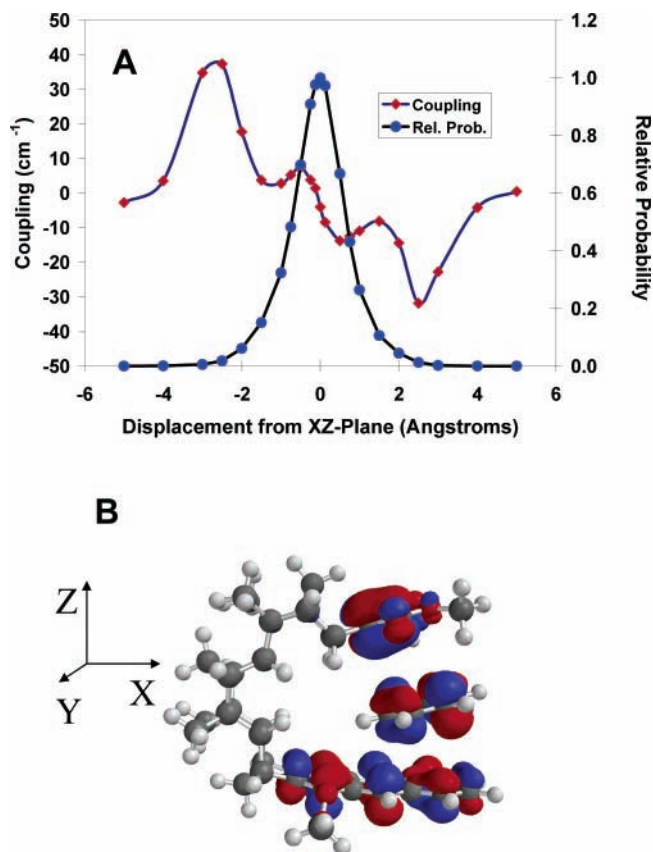 A
Coupling (cm⁻¹)
50
40
30
20
10
0
-10
-20
-30
-40
-50
Coupling
Rel. Prob.
1.2
1.0
0.8
0.6
0.4
0.2
0.0
Relative Probability
-6 -4 -2 0 2 4 6
Displacement from XZ-Plane (Angstroms)
B
Z
Y
X